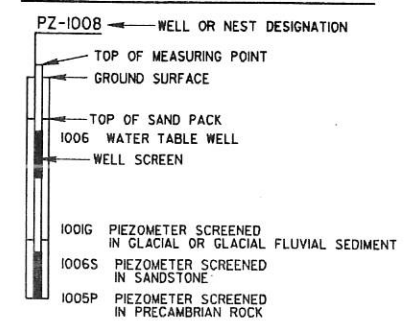 PZ-1008 WELL OR NEST DESIGNATION
TOP OF MEASURING POINT
GROUND SURFACE
TOP OF SAND PACK
1006 WATER TABLE WELL
WELL SCREEN
1001G PIEZOMETER SCREENED
IN GLACIAL OR GLACIAL FLUVIAL SEDIMENT
1006S PIEZOMETER SCREENED
IN SANDSTONE
1005P PIEZOMETER SCREENED
IN PRECAMBRIAN ROCK